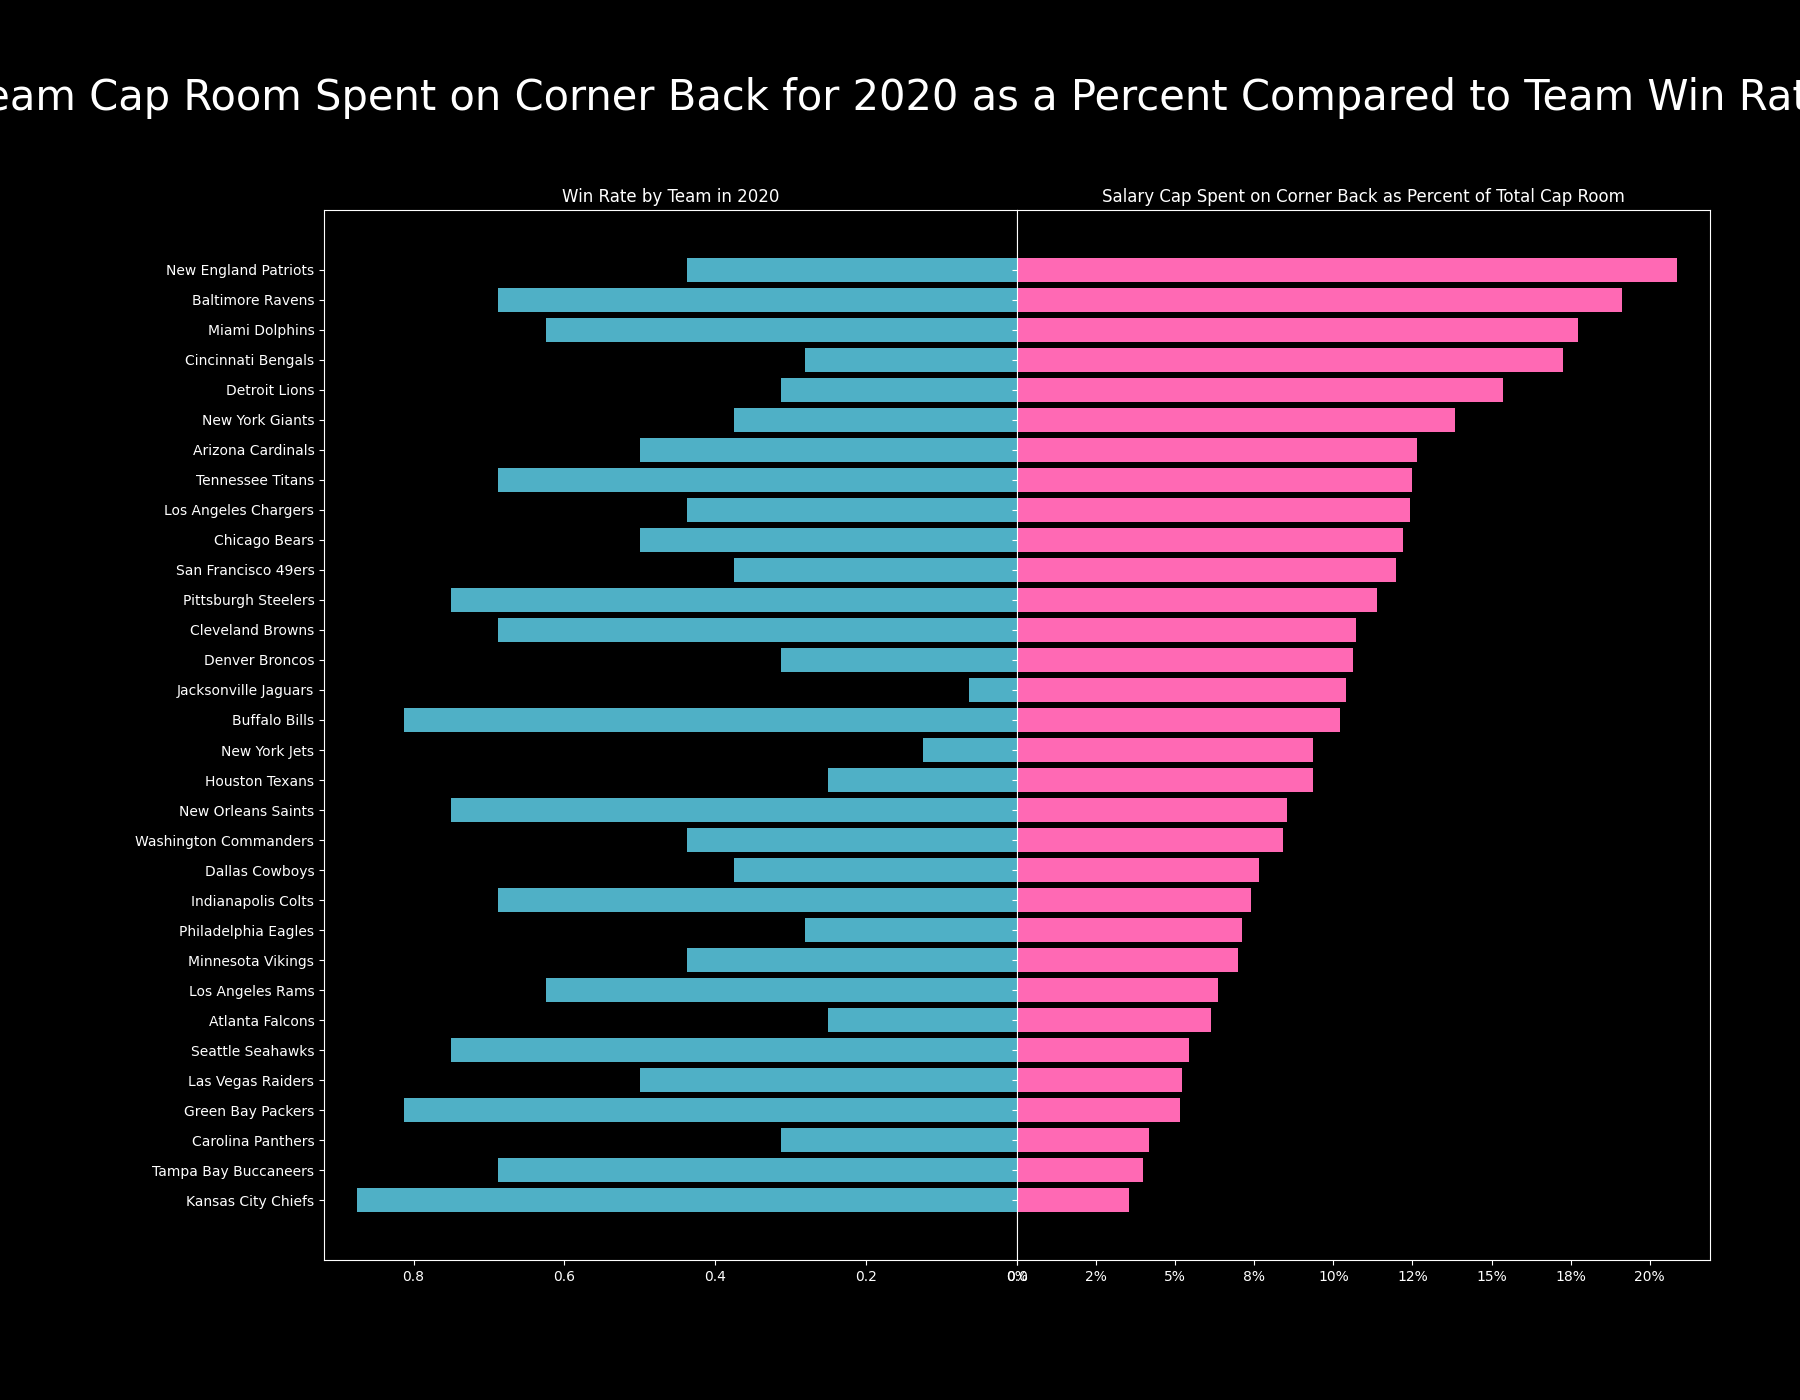 eam Cap Room Spent on Corner Back for 2020 as a Percent Compared to Team Win Rat
Win Rate by Team in 2020
Salary Cap Spent on Corner Back as Percent of Total Cap Room
New England Patriots
Baltimore Ravens
Miami Dolphins
Cincinnati Bengals
Detroit Lions
New York Giants
Arizona Cardinals
Tennessee Titans
Los Angeles Chargers
Chicago Bears
San Francisco 49ers
Pittsburgh Steelers
Cleveland Browns
Denver Broncos
Jacksonville Jaguars
Buffalo Bills
New York Jets
Houston Texans
New Orleans Saints
Washington Commanders
Dallas Cowboys
Indianapolis Colts
Philadelphia Eagles
Minnesota Vikings
Los Angeles Rams
Atlanta Falcons
Seattle Seahawks
Las Vegas Raiders
Green Bay Packers
Carolina Panthers
Tampa Bay Buccaneers
Kansas City Chiefs
0.8 0.6 0.4 0.2 0.0
0% 2% 5% 8% 10% 12% 15% 18% 20%